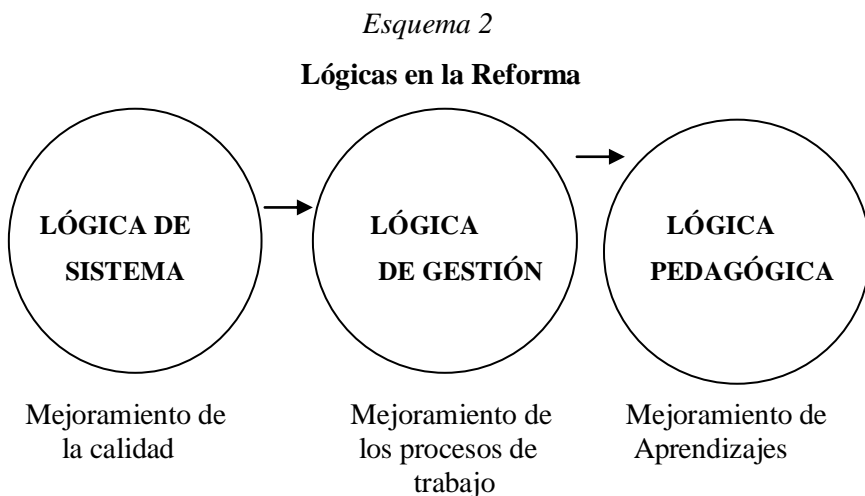 Esquema 2
Lógicas en la Reforma
LÓGICA DE
SISTEMA
LÓGICA
DE GESTIÓN
LÓGICA
PEDAGÓGICA
Mejoramiento de
la calidad
Mejoramiento de
los procesos de
trabajo
Mejoramiento de
Aprendizajes